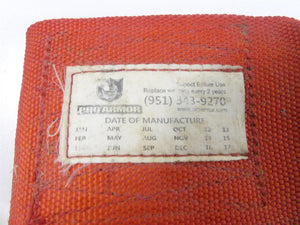 Inspect Before Use
Replace every 2 years
(951) 343-9270
PRO ARMOR
DATE OF MANUFACTURE
JAN APR JUL OCT 12 13
FEB MAY AUG NOV 14 15
JUN SEP DEC 16 17